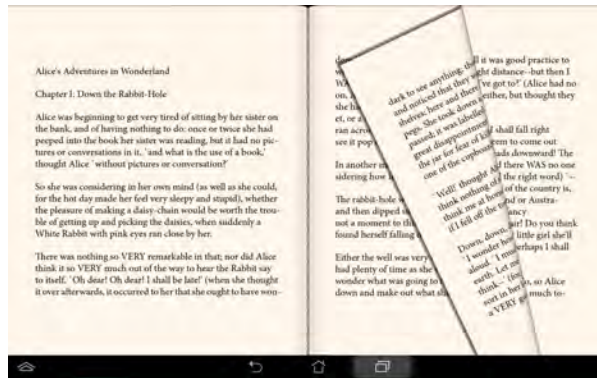 Alice's Adventures in Wonderland
Chapter I: Down the Rabbit-Hole
Alice was beginning to get very tired of sitting by her sister on
the bank, and of having nothing to do: once or twice she had
peeped into the book her sister was reading, but it had no pic-
tures or conversations in it, `and what is the use of a book,'
thought Alice `without pictures or conversation?'
So she was considering in her own mind (as well as she could,
for the hot day made her feel very sleepy and stupid), whether
the pleasure of making a daisy-chain would be worth the trou-
ble of getting up and picking the daisies, when suddenly a
White Rabbit with pink eyes ran close by her.
There was nothing so VERY remarkable in that; nor did Alice
think it so VERY much out of the way to hear the Rabbit say
to itself, `Oh dear! Oh dear! I shall be late!' (when she thought
it over afterwards, it occurred to her that she ought to have won-
on,
she
et, or a
ran
see it pop
In another
sidering how
The rabbit-hole
and then dipped
not a moment to
found herself falling
Either the well was very
had plenty of time as she
wonder what was going to
down and make out what
dark to see anything;
and noticed that they
shelves; here and there
pegs. She took down
passed; it was labelled
great disappointment
the jar for fear of
one of the cupboards
`Well!' thought
think nothing of
think me at home
if I fell off the
Down, down,
`I wonder
aloud. `I
earth. Let me
think--' (for
sort in her
a VERY
it was good practice to
distance--but then I
've got to?' (Alice had no
either, but thought they
shall fall right
to come out
downward! The
there WAS no one
the right word) `--
of the country is,
or Austra-
Do you think
little girl she'll
I shall
so Alice
much to-